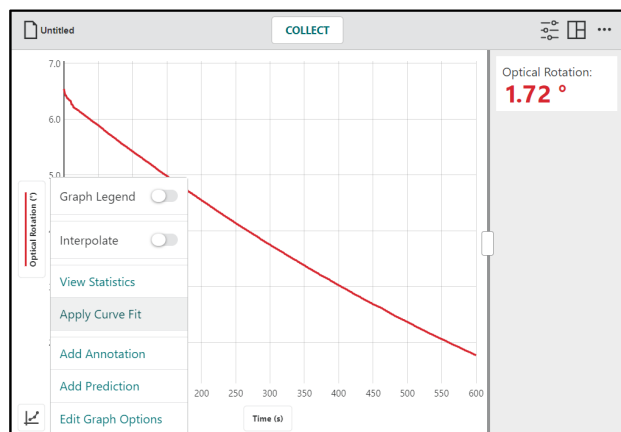 Untitled
COLLECT
Optical Rotation:
1.72 °
7.0
6.0
5.0
Optical Rotation (°)
Graph Legend
Interpolate
View Statistics
Apply Curve Fit
Add Annotation
Add Prediction
Edit Graph Options
200 250 300 350 400 450 500 550 600
Time (s)